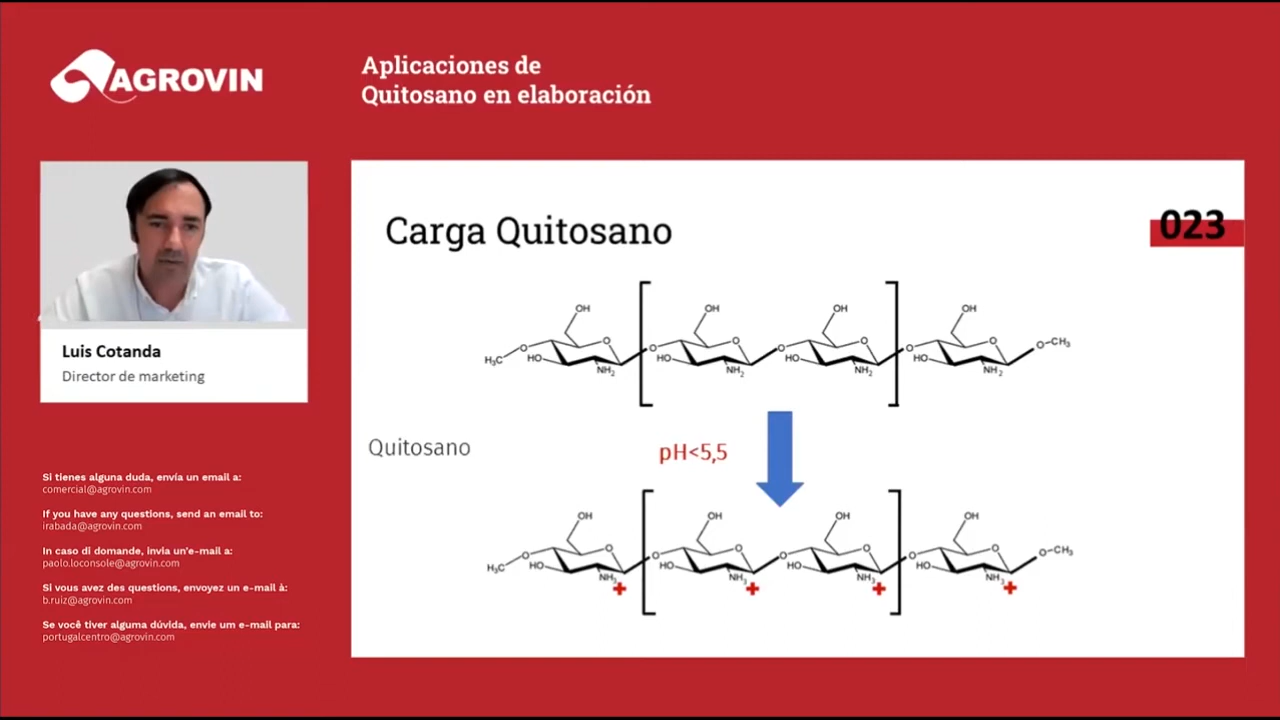 AGROVIN
Aplicaciones de
Quitosano en elaboración
Luis Cotanda
Director de marketing
Si tienes alguna duda, envía un email a:
comercial@agrovin.com
If you have any questions, send an email to:
irabada@agrovin.com
In caso di domande, invia un'e-mail a:
paolo.loconsole@agrovin.com
Si vous avez des questions, envoyez un e-mail à:
b.ruiz@agrovin.com
Se você tiver alguma dúvida, envie um e-mail para:
portugalcentro@agrovin.com
Carga Quitosano
023
OH OH OH OH
H₃C O O O O O O O O O CH₃
HO HO HO HO
NH₂ NH₂ NH₂ NH₂
Quitosano
pH<5,5
OH OH OH OH
H₃C O O O O O O O O O CH₃
HO HO HO HO
NH₃ NH₃ NH₃ NH₃
+ + + +